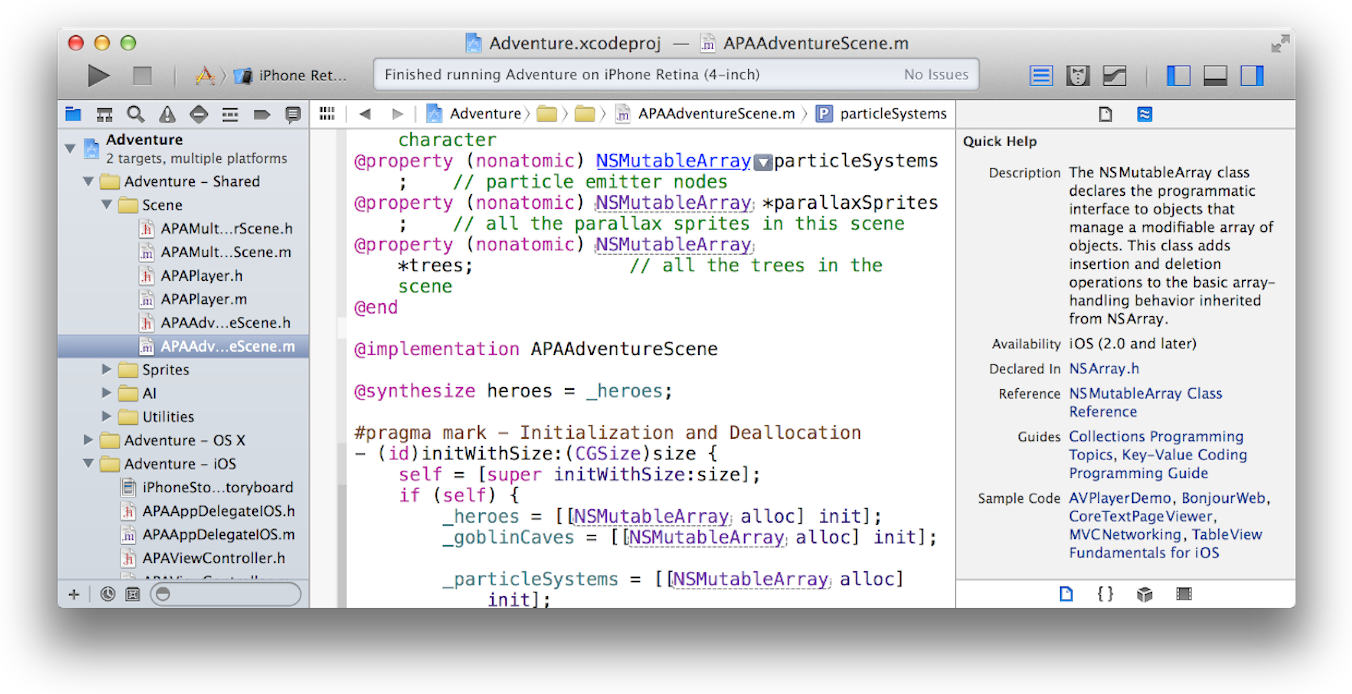 Adventure.xcodeproj — APAAdventureScene.m
iPhone Ret...
Finished running Adventure on iPhone Retina (4-inch)
No Issues
Adventure
2 targets, multiple platforms
Adventure – Shared
Scene
APAMult...rScene.h
APAMult...Scene.m
APAPlayer.h
APAPlayer.m
APAAdv...eScene.h
APAAdv...eScene.m
Sprites
AI
Utilities
Adventure – OS X
Adventure – iOS
iPhoneSto...toryboard
APAAppDelegateIOS.h
APAAppDelegateIOS.m
APAViewController.h
Adventure
APAAdventureScene.m
P particleSystems
character
@property (nonatomic) NSMutableArray particleSystems
; // particle emitter nodes
@property (nonatomic) NSMutableArray *parallaxSprites
; // all the parallax sprites in this scene
@property (nonatomic) NSMutableArray
*trees; // all the trees in the
scene
@end
@implementation APAAdventureScene
@synthesize heroes = _heroes;
#pragma mark - Initialization and Deallocation
- (id)initWithSize:(CGSize)size {
self = [super initWithSize:size];
if (self) {
_heroes = [[NSMutableArray alloc] init];
_goblinCaves = [[NSMutableArray alloc] init];
_particleSystems = [[NSMutableArray alloc]
init];
Quick Help
Description The NSMutableArray class
declares the programmatic
interface to objects that
manage a modifiable array of
objects. This class adds
insertion and deletion
operations to the basic array-
handling behavior inherited
from NSArray.
Availability iOS (2.0 and later)
Declared In NSArray.h
Reference NSMutableArray Class
Reference
Guides Collections Programming
Topics, Key-Value Coding
Programming Guide
Sample Code AVPlayerDemo, BonjourWeb,
CoreTextPageViewer,
MVCNetworking, TableView
Fundamentals for iOS
{ }